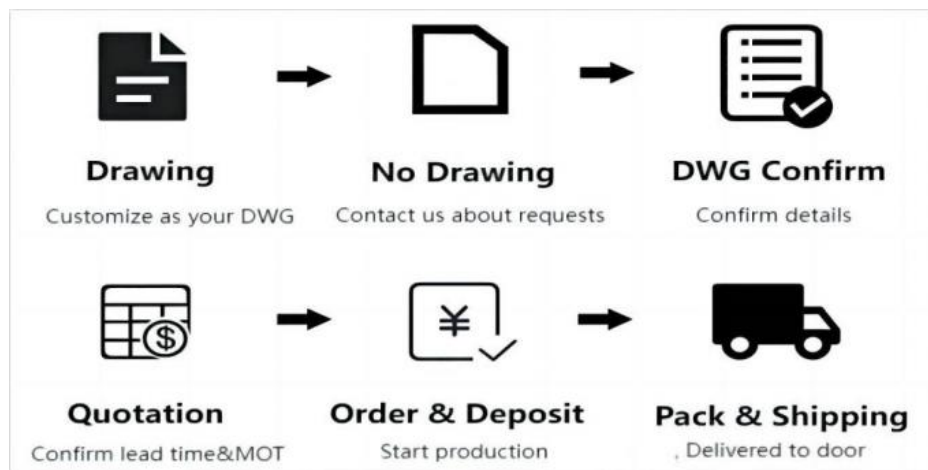 Drawing
No Drawing
DWG Confirm
Customize as your DWG
Contact us about requests
Confirm details
$
¥
Quotation
Order & Deposit
Pack & Shipping
Confirm lead time&MOT
Start production
, Delivered to door